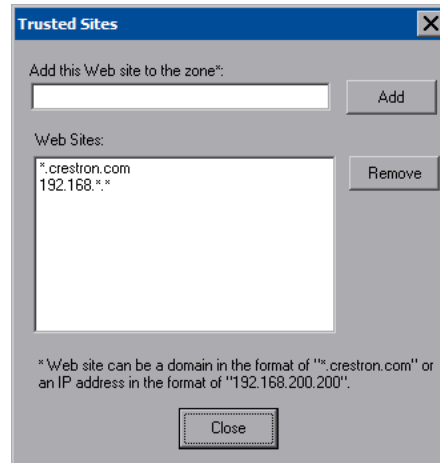 Trusted Sites
Add this Web site to the zone*:
Add
Web Sites:
*.crestron.com
192.168.*.*
Remove
* Web site can be a domain in the format of "*.crestron.com" or
an IP address in the format of "192.168.200.200".
Close